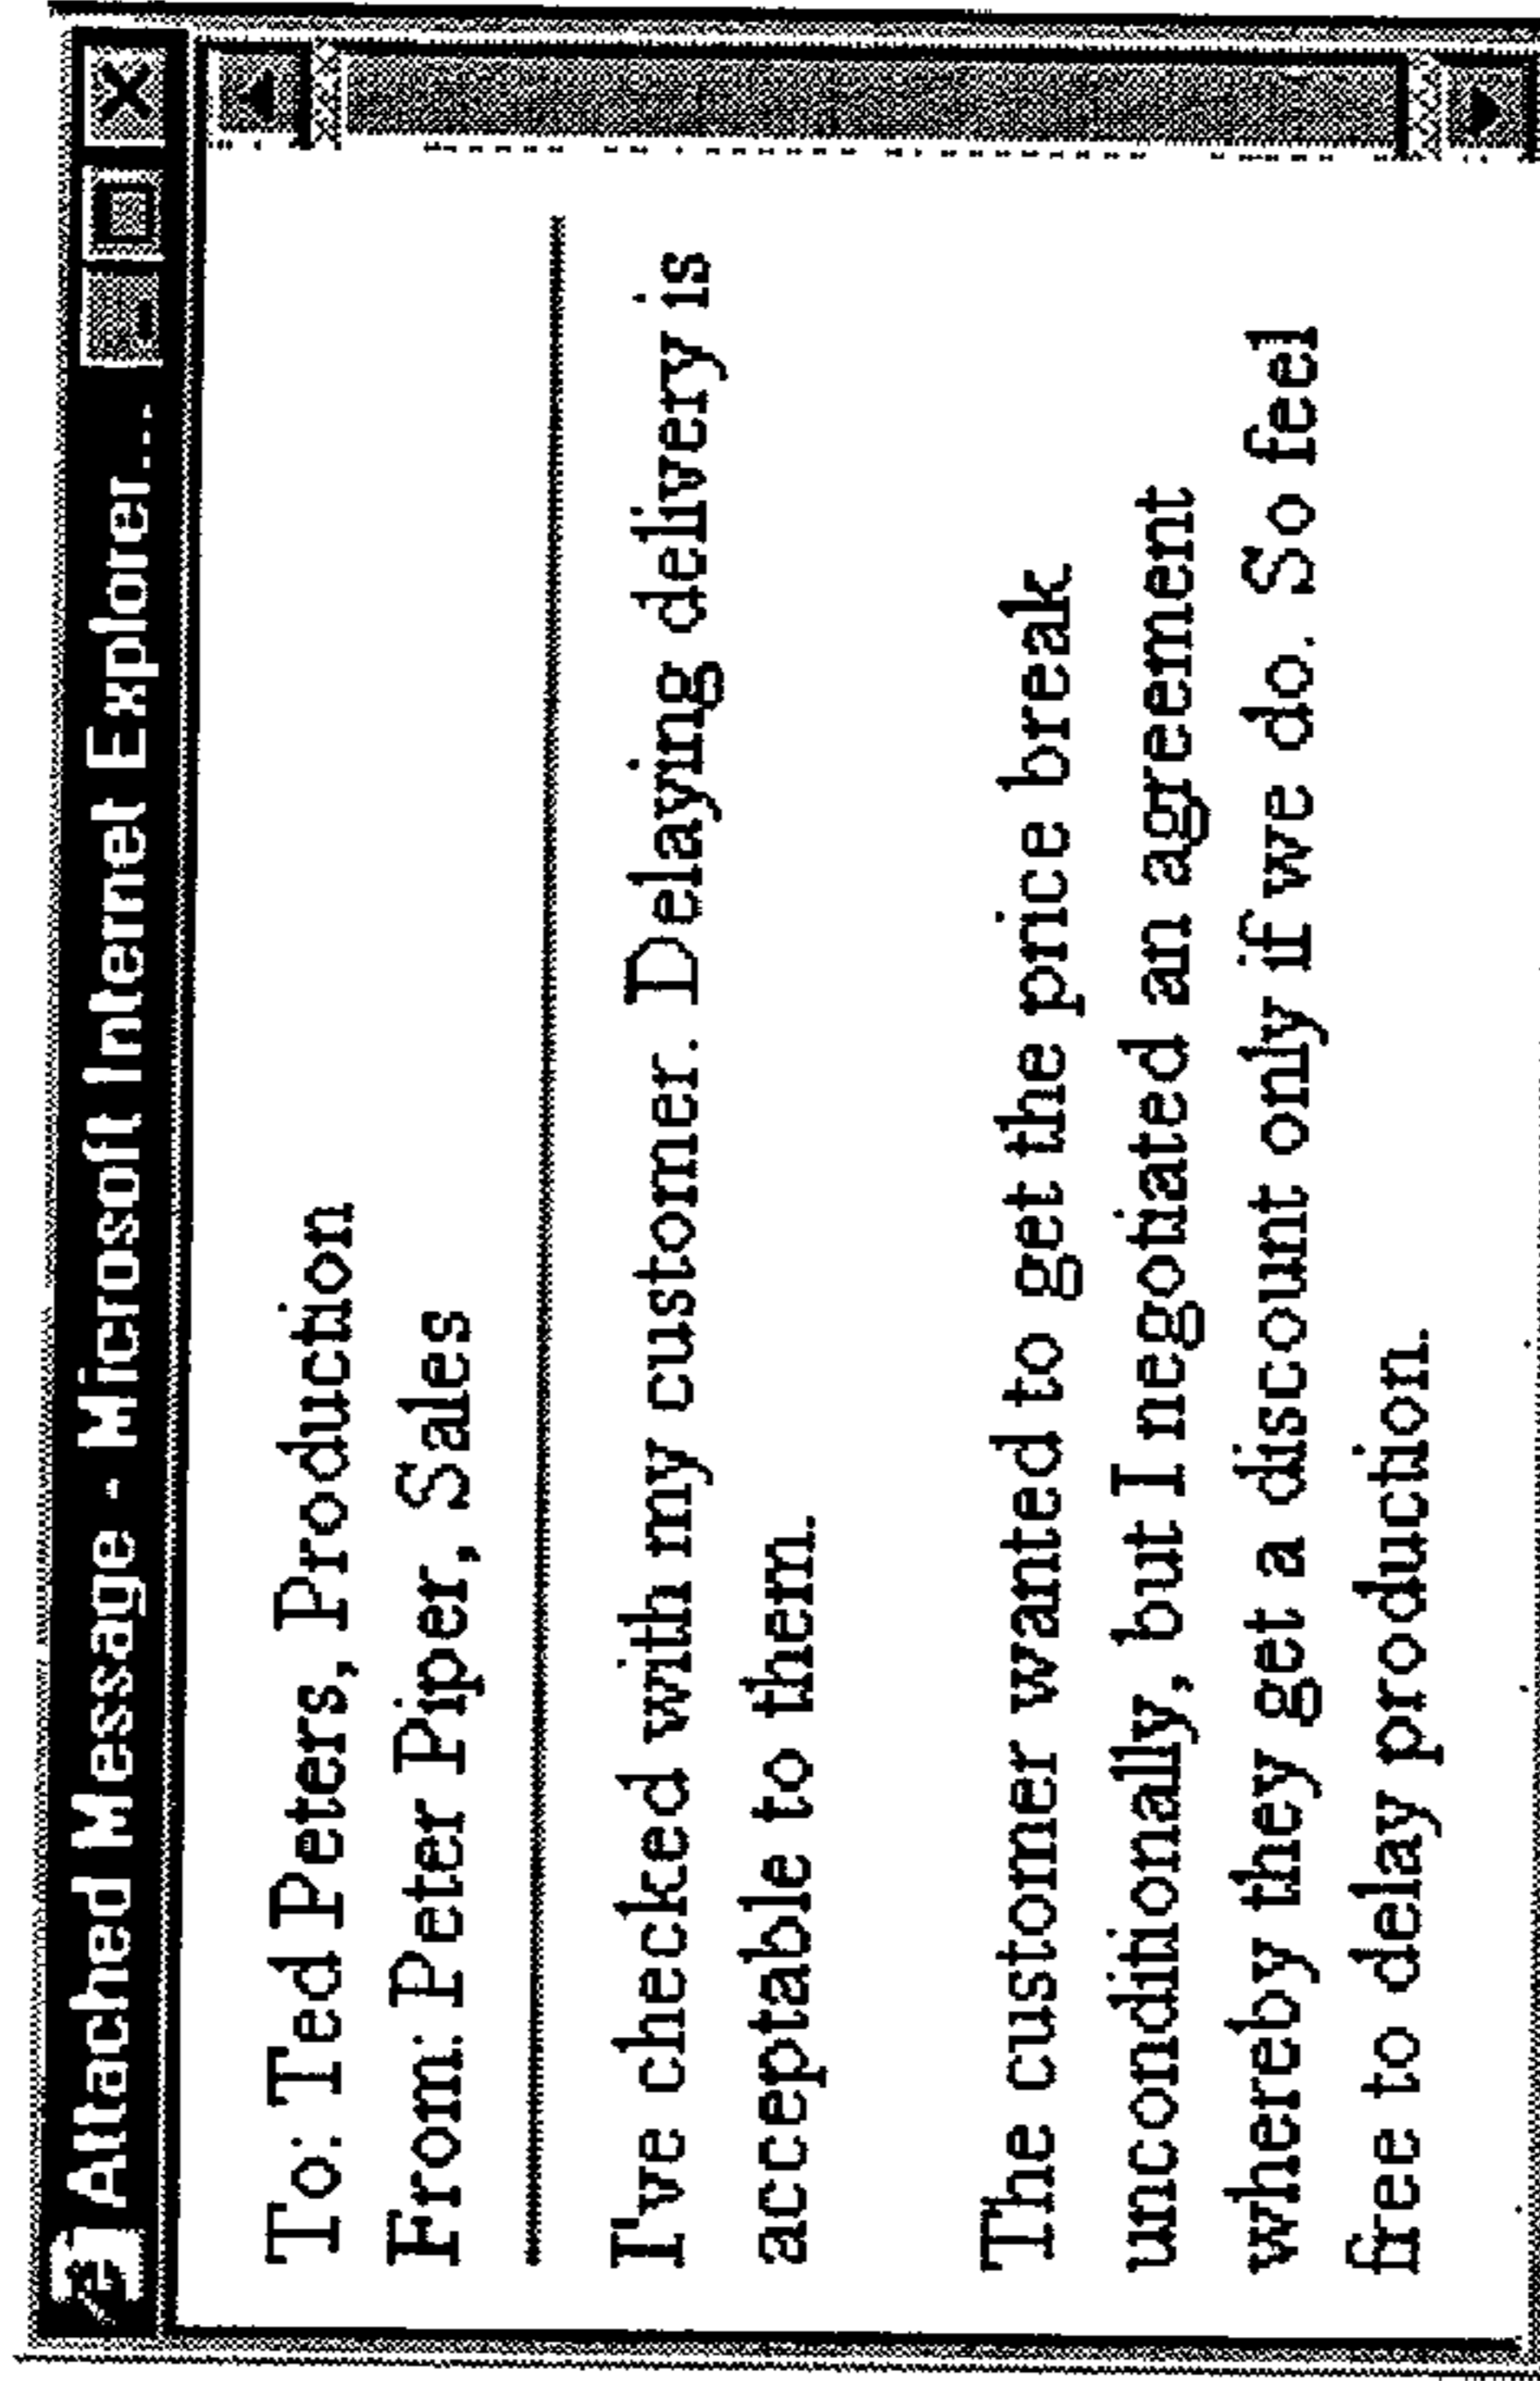 Attached Message - Microsoft Internet Explorer...
To: Ted Peters, Production
From: Peter Piper, Sales
I've checked with my customer. Delaying delivery is
acceptable to them.
The customer wanted to get the price break
unconditionally, but I negotiated an agreement
whereby they get a discount only if we do. So feel
free to delay production.